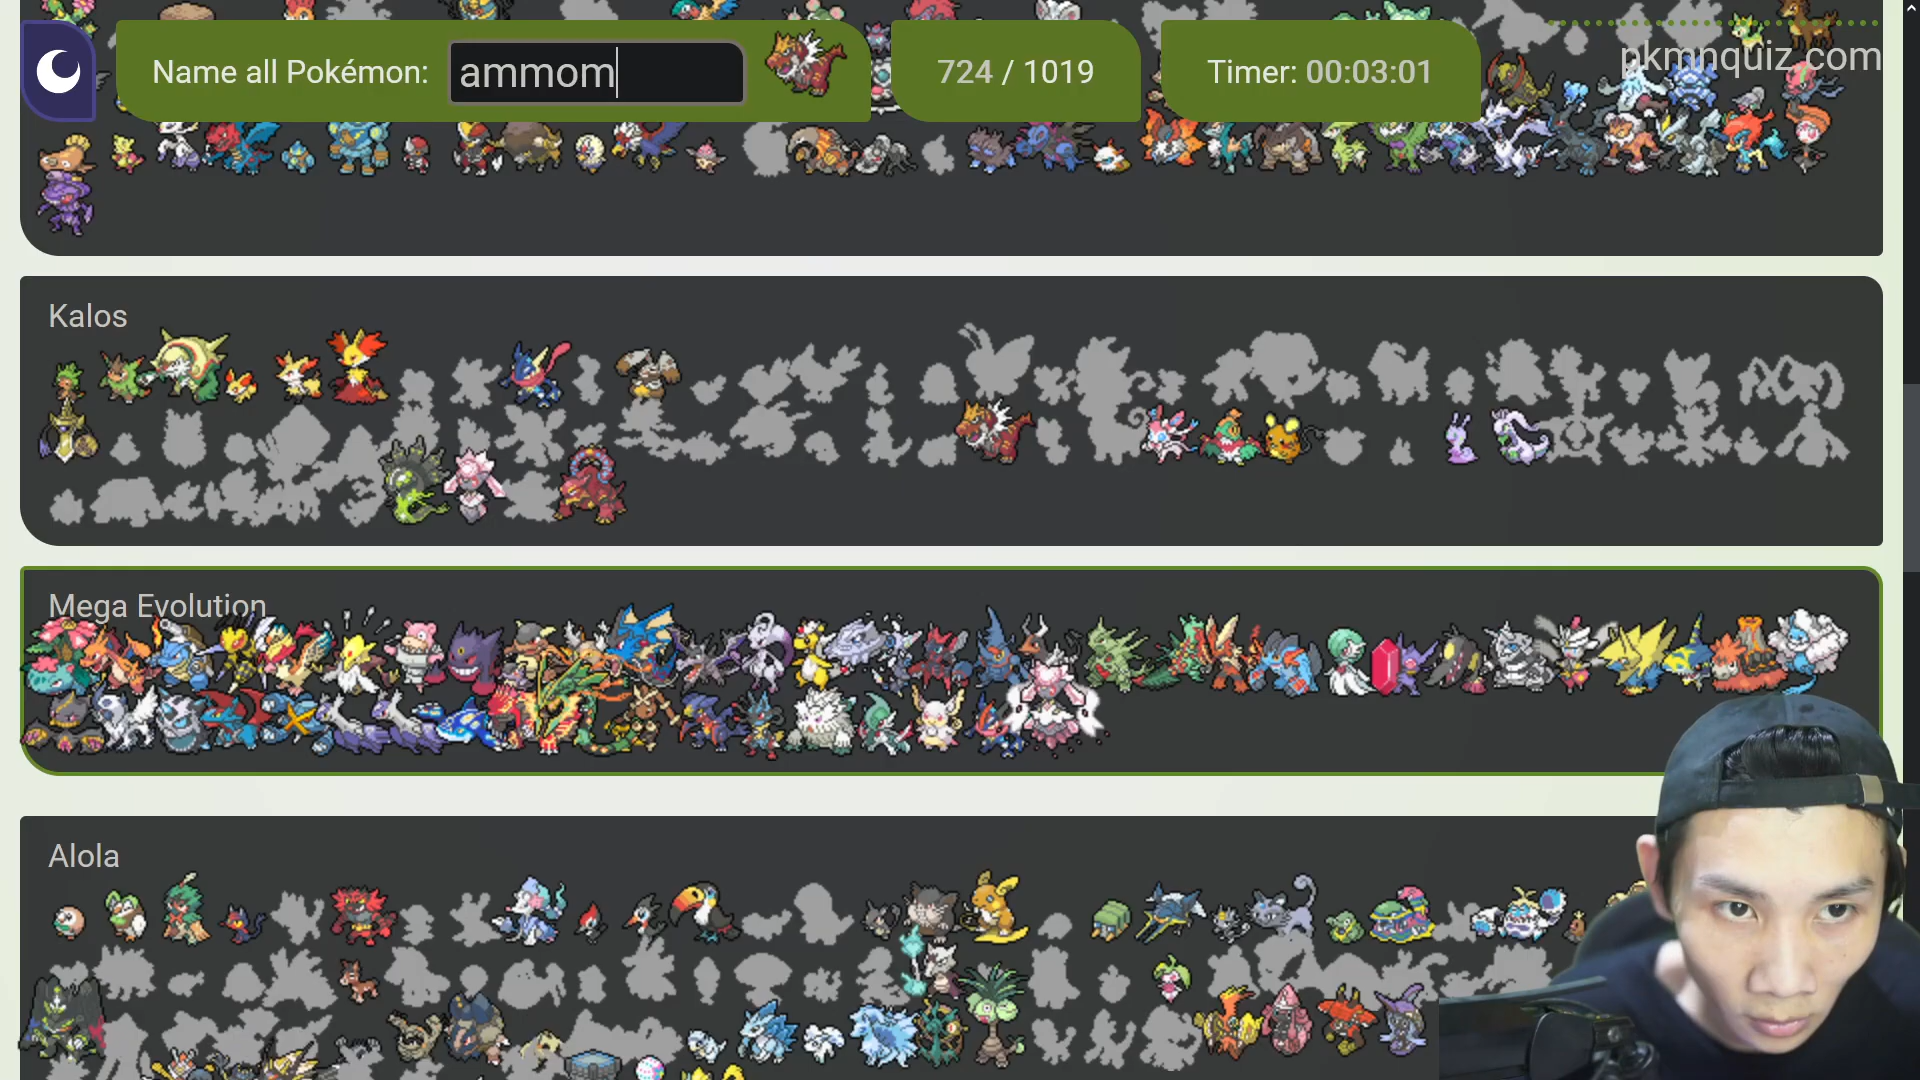 Name all Pokémon: ammom
724 / 1019
Timer: 00:03:01
pkmnquiz.com
Kalos
Mega Evolution
Alola